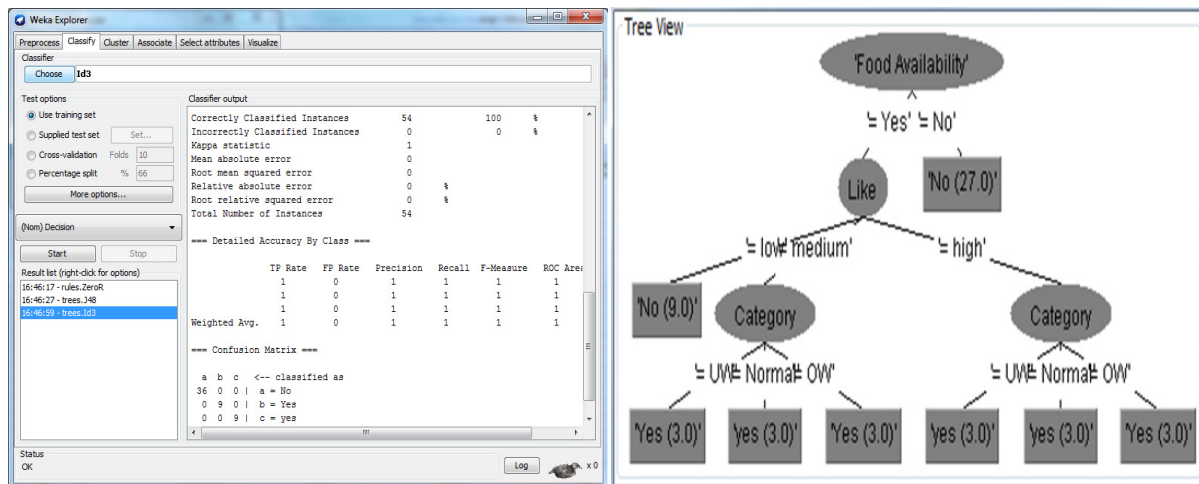 Weka Explorer
Preprocess Classify Cluster Associate Select attributes Visualize
Classifier
Choose Id3
Test options
Use training set
Supplied test set Set...
Cross-validation Folds 10
Percentage split % 66
More options...
(Nom) Decision
Start Stop
Result list (right-click for options)
16:46:17 - rules.ZeroR
16:46:27 - trees.J48
16:46:59 - trees.Id3
Classifier output
Correctly Classified Instances 54 100 %
Incorrectly Classified Instances 0 0 %
Kappa statistic 1
Mean absolute error 0
Root mean squared error 0
Relative absolute error 0 %
Root relative squared error 0 %
Total Number of Instances 54
=== Detailed Accuracy By Class ===
TP Rate FP Rate Precision Recall F-Measure ROC Area
1 0 1 1 1 1
1 0 1 1 1 1
1 0 1 1 1 1
Weighted Avg. 1 0 1 1 1 1
=== Confusion Matrix ===
a b c <-- classified as
36 0 0 | a = No
0 9 0 | b = Yes
0 0 9 | c = yes
Status
OK
Log x 0
Tree View
'Food Availability'
'= Yes' '= No'
Like 'No (27.0)'
'= low' '= medium' '= high'
'No (9.0)' Category Category
'= UW' '= Normal' '= OW' '= UW' '= Normal' '= OW'
'Yes (3.0)' 'yes (3.0)' 'Yes (3.0)' 'yes (3.0)' 'yes (3.0)' 'Yes (3.0)'